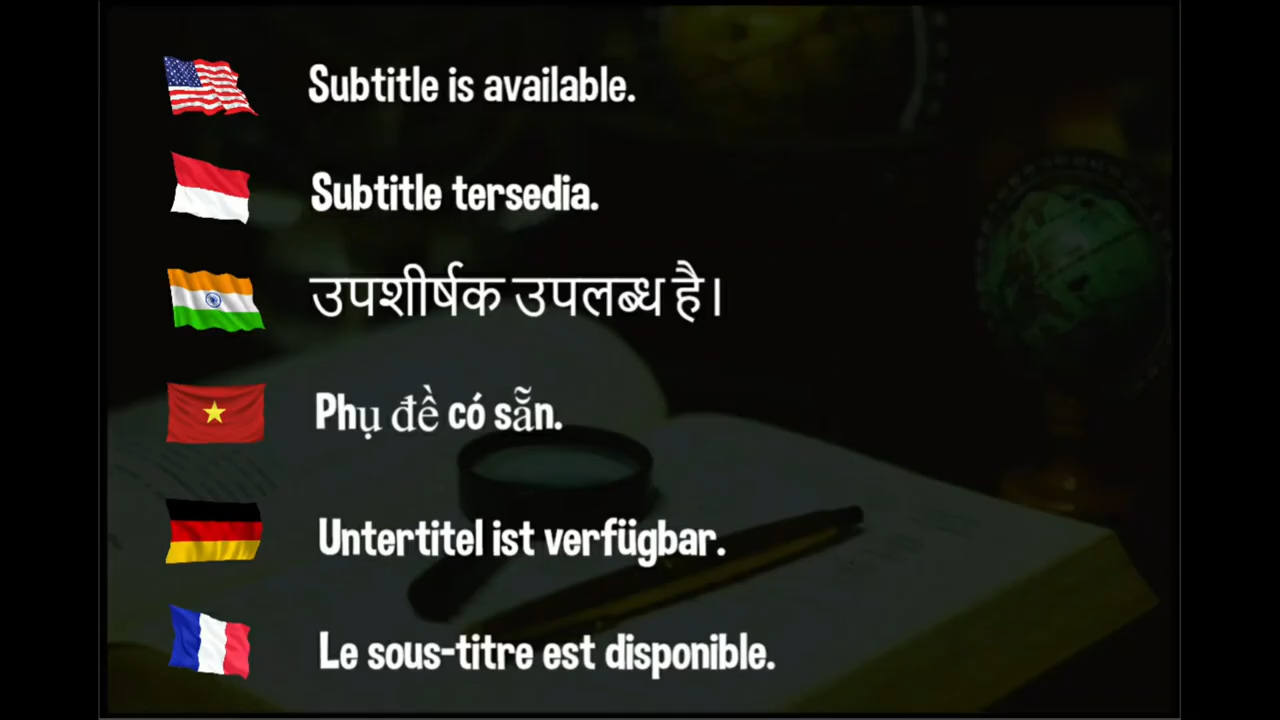 Subtitle is available.
Subtitle tersedia.
उपशीर्षक उपलब्ध है।
Phụ đề có sẵn.
Untertitel ist verfügbar.
Le sous-titre est disponible.